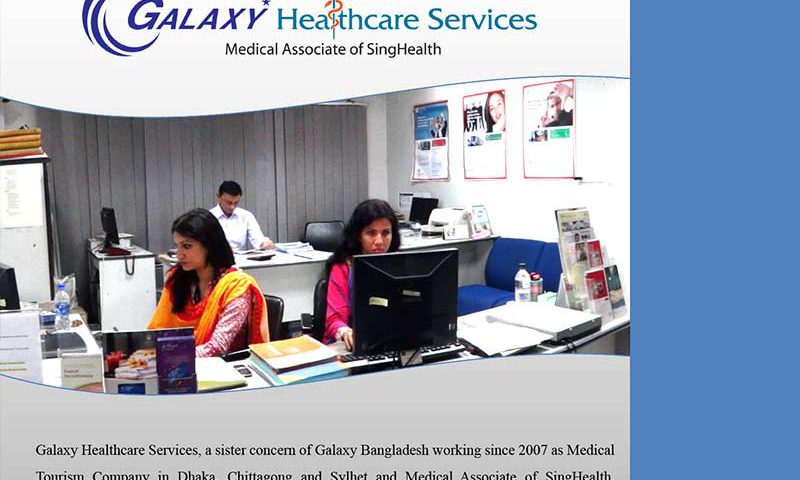 GALAXY Healthcare Services
Medical Associate of SingHealth
Galaxy Healthcare Services, a sister concern of Galaxy Bangladesh working since 2007 as Medical
Tourism Company in Dhaka, Chittagong and Sylhet and Medical Associate of SingHealth.